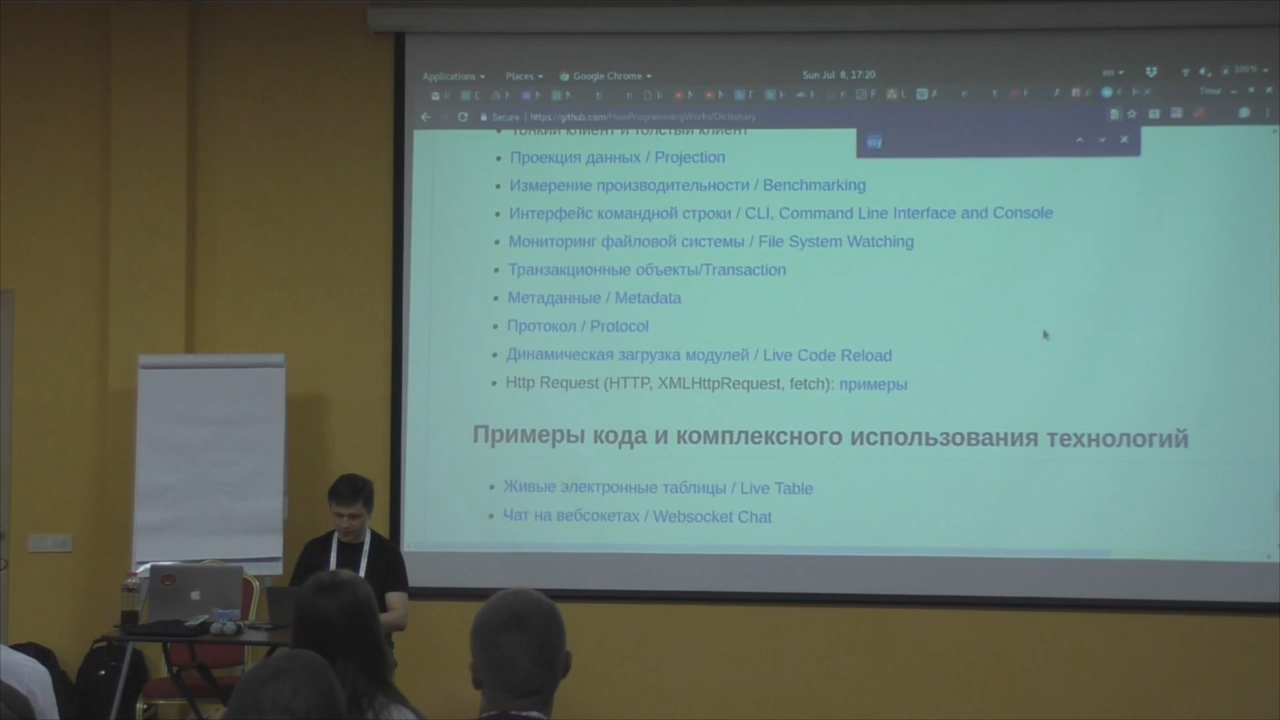 Applications Places Google Chrome Sun Jul 8, 17:20 en 100%
Timur
Secure https://github.com/HowProgrammingWorks/Dictionary
Тонкий клиент и толстый клиент
Проекция данных / Projection
Измерение производительности / Benchmarking
Интерфейс командной строки / CLI, Command Line Interface and Console
Мониторинг файловой системы / File System Watching
Транзакционные объекты/Transaction
Метаданные / Metadata
Протокол / Protocol
Динамическая загрузка модулей / Live Code Reload
Http Request (HTTP, XMLHttpRequest, fetch): примеры
Примеры кода и комплексного использования технологий
Живые электронные таблицы / Live Table
Чат на вебсокетах / Websocket Chat